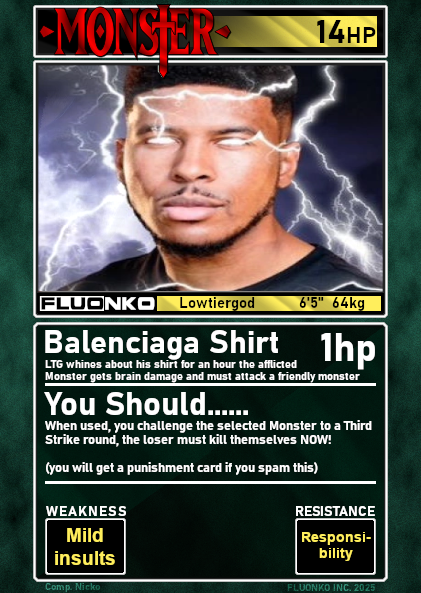 MONSTER
14HP
FLUONKO
Lowtiergod 6'5" 64kg
Balenciaga Shirt 1hp
LTG whines about his shirt for an hour the afflicted
Monster gets brain damage and must attack a friendly monster
You Should......
When used, you challenge the selected Monster to a Third
Strike round, the loser must kill themselves NOW!
(you will get a punishment card if you spam this)
WEAKNESS
Mild
insults
RESISTANCE
Responsi-
bility
Comp. Nicko
FLUONKO INC. 2025